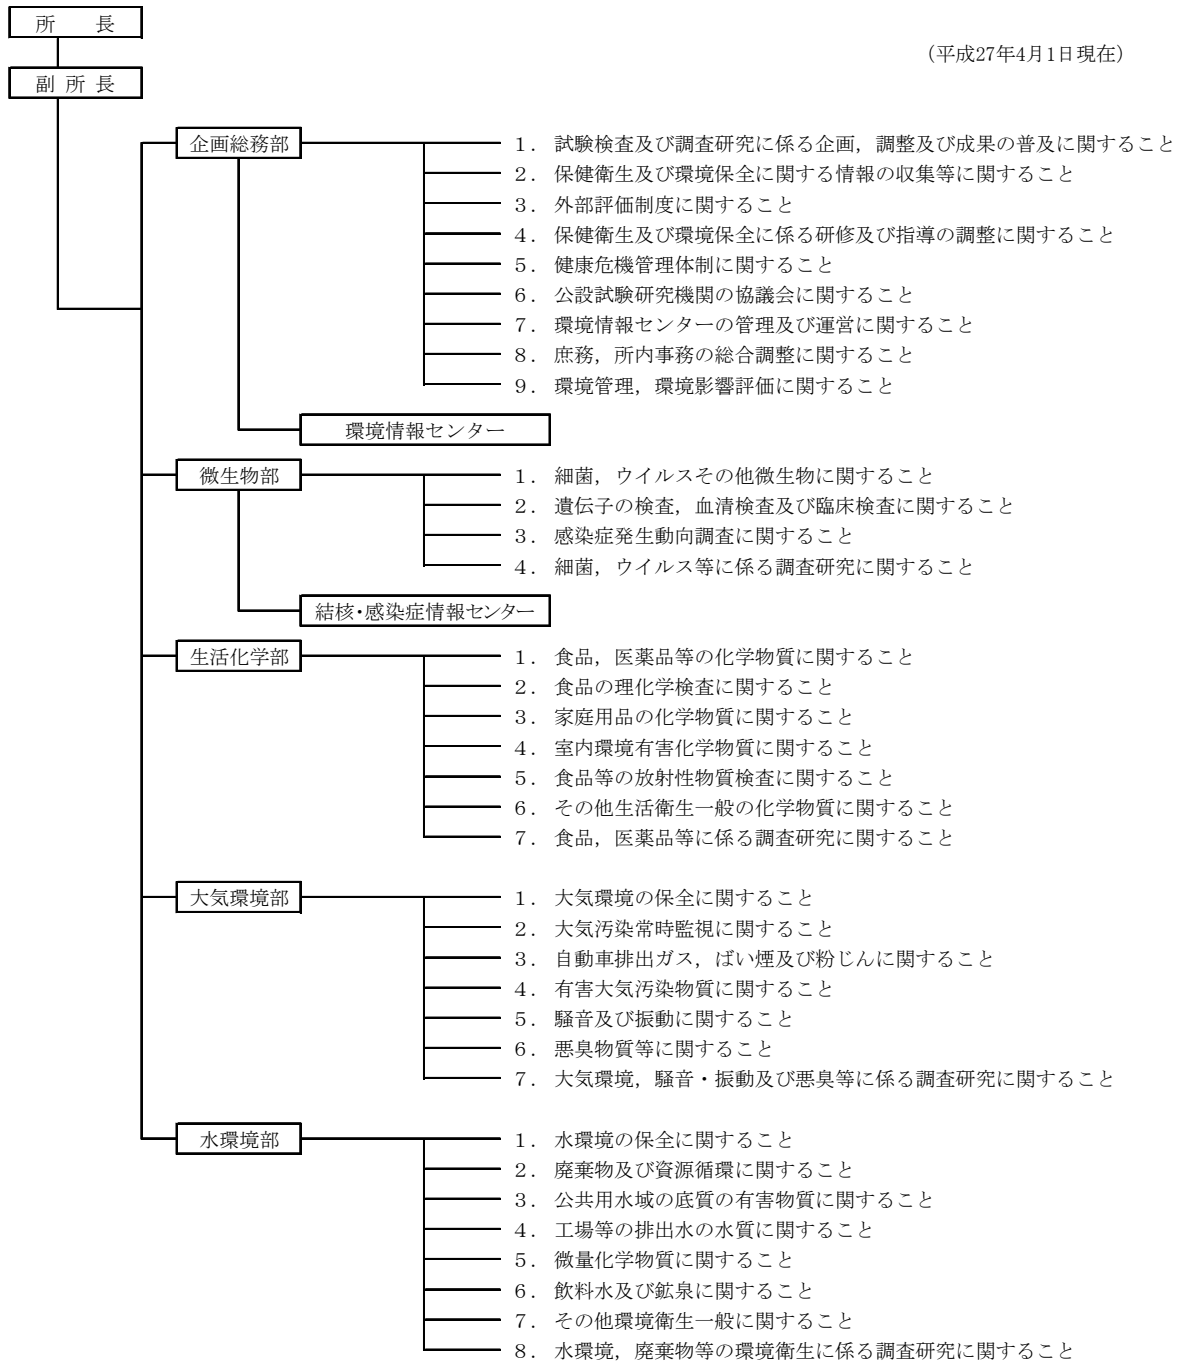 所　　長
（平成27年4月1日現在）
副 所 長
企画総務部
１．試験検査及び調査研究に係る企画，調整及び成果の普及に関すること
２．保健衛生及び環境保全に関する情報の収集等に関すること
３．外部評価制度に関すること
４．保健衛生及び環境保全に係る研修及び指導の調整に関すること
５．健康危機管理体制に関すること
６．公設試験研究機関の協議会に関すること
７．環境情報センターの管理及び運営に関すること
８．庶務，所内事務の総合調整に関すること
９．環境管理，環境影響評価に関すること
環境情報センター
微生物部
１．細菌，ウイルスその他微生物に関すること
２．遺伝子の検査，血清検査及び臨床検査に関すること
３．感染症発生動向調査に関すること
４．細菌，ウイルス等に係る調査研究に関すること
結核・感染症情報センター
生活化学部
１．食品，医薬品等の化学物質に関すること
２．食品の理化学検査に関すること
３．家庭用品の化学物質に関すること
４．室内環境有害化学物質に関すること
５．食品等の放射性物質検査に関すること
６．その他生活衛生一般の化学物質に関すること
７．食品，医薬品等に係る調査研究に関すること
大気環境部
１．大気環境の保全に関すること
２．大気汚染常時監視に関すること
３．自動車排出ガス，ばい煙及び粉じんに関すること
４．有害大気汚染物質に関すること
５．騒音及び振動に関すること
６．悪臭物質等に関すること
７．大気環境，騒音・振動及び悪臭等に係る調査研究に関すること
水環境部
１．水環境の保全に関すること
２．廃棄物及び資源循環に関すること
３．公共用水域の底質の有害物質に関すること
４．工場等の排出水の水質に関すること
５．微量化学物質に関すること
６．飲料水及び鉱泉に関すること
７．その他環境衛生一般に関すること
８．水環境，廃棄物等の環境衛生に係る調査研究に関すること